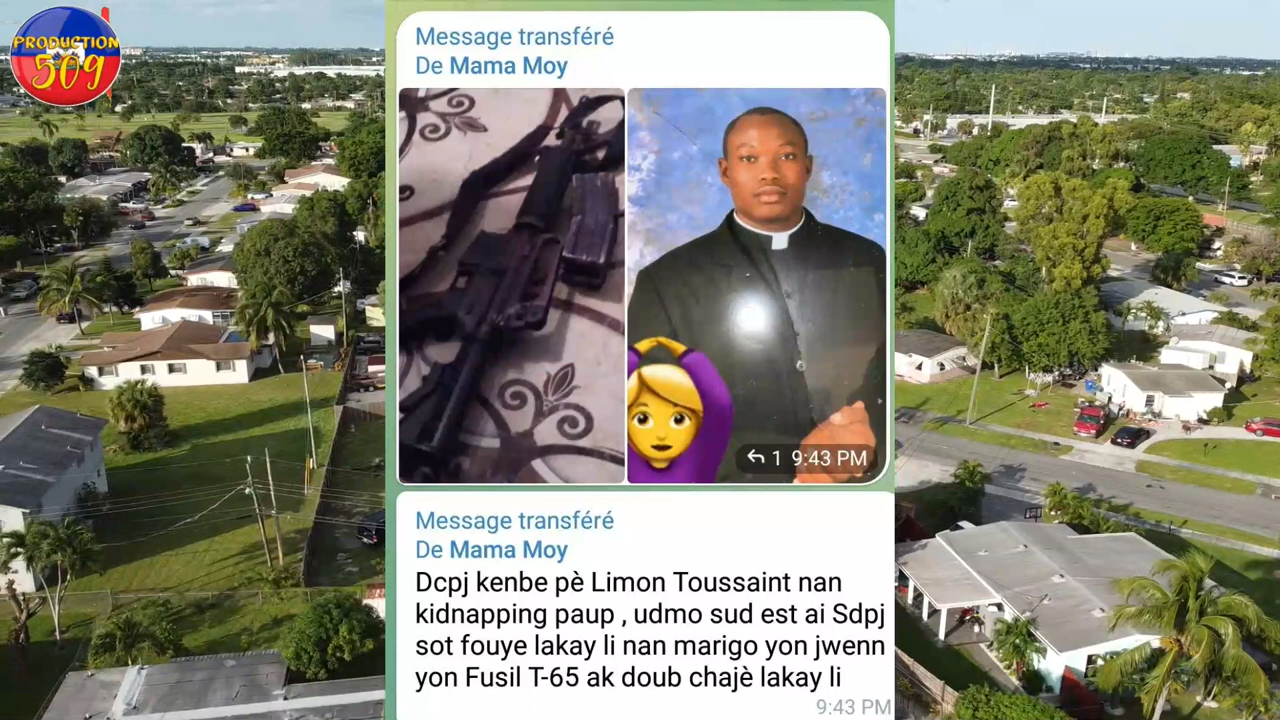 PRODUCTION
509
Message transféré
De Mama Moy
1 9:43 PM
Message transféré
De Mama Moy
Dcpj kenbe pè Limon Toussaint nan
kidnapping paup , udmo sud est ai Sdpj
sot fouye lakay li nan marigo yon jwenn
yon Fusil T-65 ak doub chajè lakay li
9:43 PM